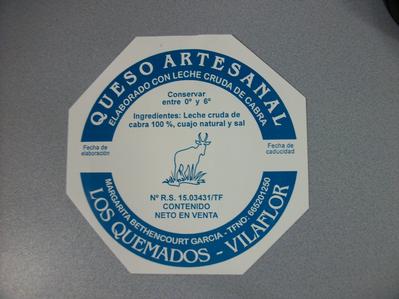 QUESO ARTESANAL
ELABORADO CON LECHE CRUDA DE CABRA
Conservar
entre 0º y 6º
Ingredientes: Leche cruda de
cabra 100 %, cuajo natural y sal
Fecha de
elaboración
Fecha de
caducidad
Nº R.S. 15.03431/TF
CONTENIDO
NETO EN VENTA
MARGARITA BETHENCOURT GARCIA - TFNO: 665201250
LOS QUEMADOS - VILAFLOR